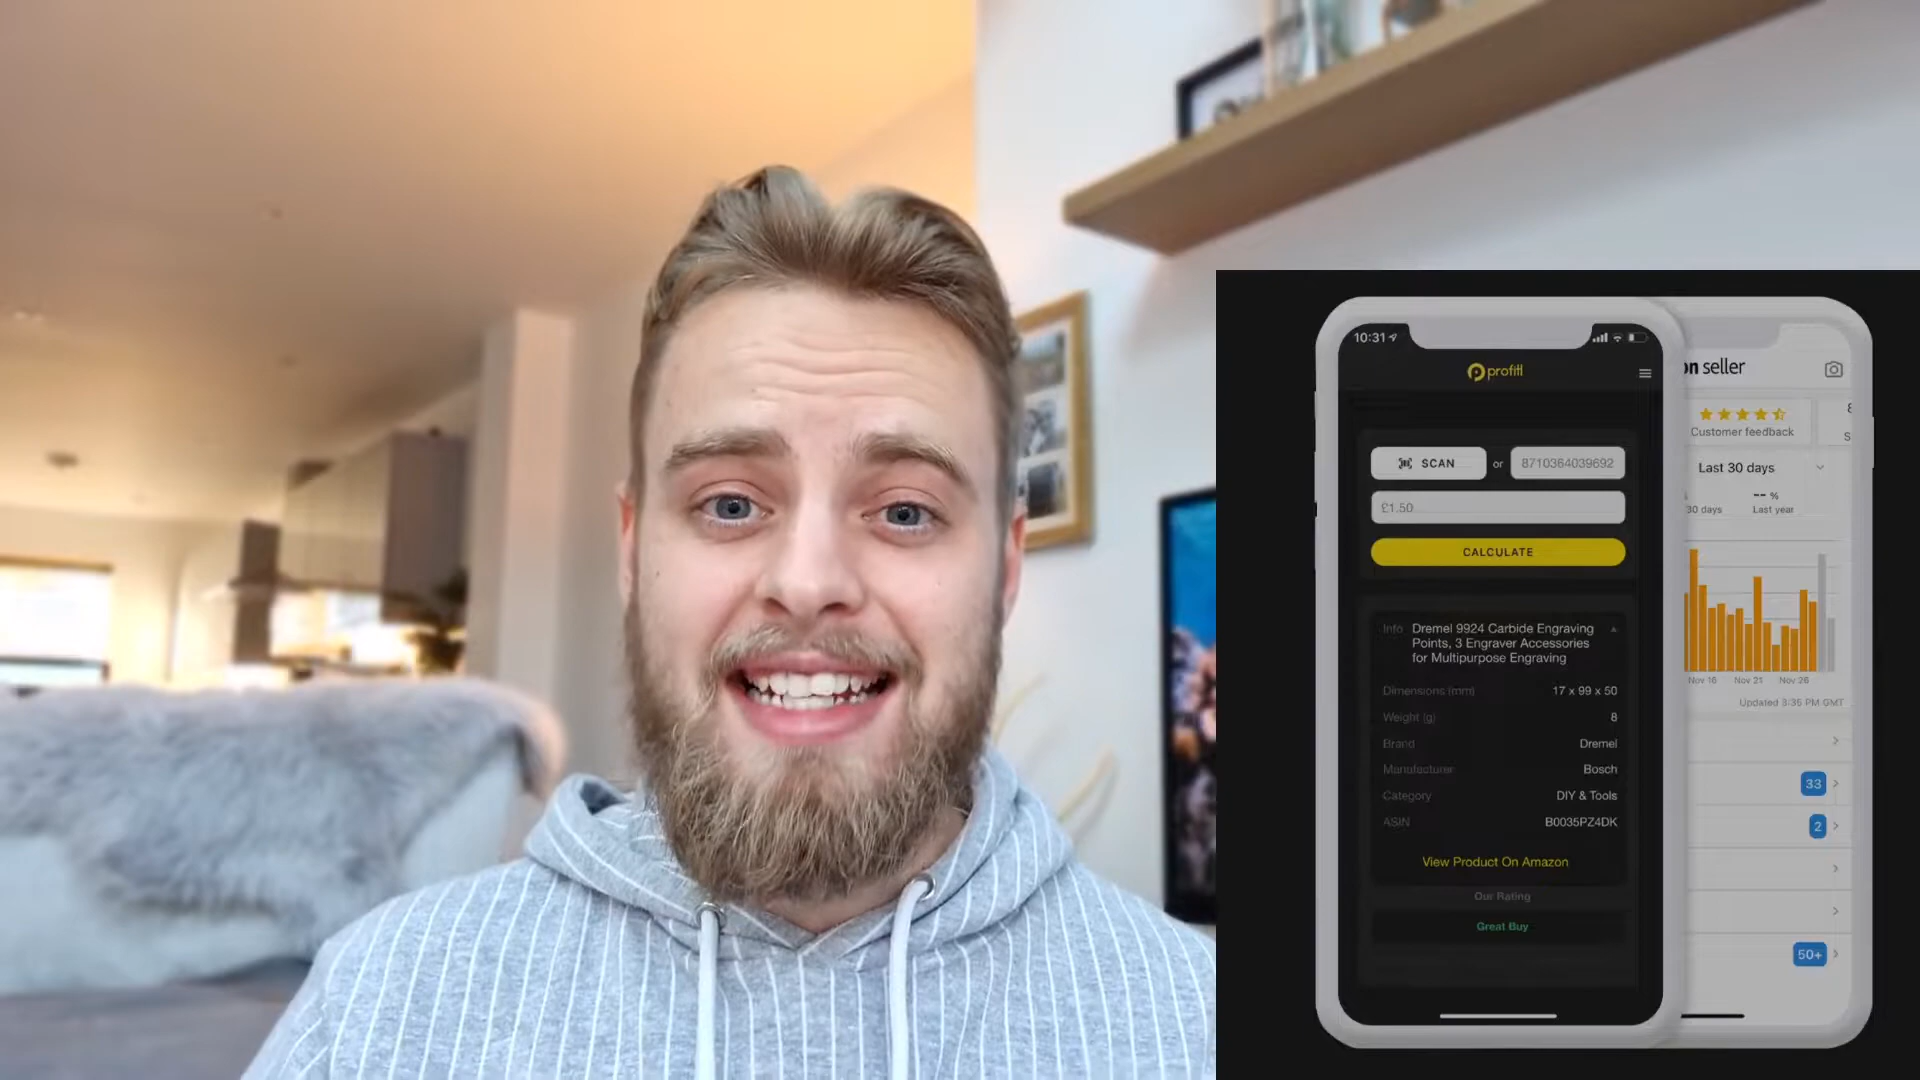 10:31
profitl
SCAN or 8710364039692
£1.50
CALCULATE
Info Dremel 9924 Carbide Engraving
Points, 3 Engraver Accessories
for Multipurpose Engraving
Dimensions (mm) 17 x 99 x 50
Weight (g) 8
Brand Dremel
Manufacturer Bosch
Category DIY & Tools
ASIN B0035PZ4DK
View Product On Amazon
Our Rating
Great Buy
on seller
Customer feedback
S
Last 30 days
-- %
30 days Last year
Nov 16 Nov 21 Nov 26
Updated 3:35 PM GMT
33
2
50+